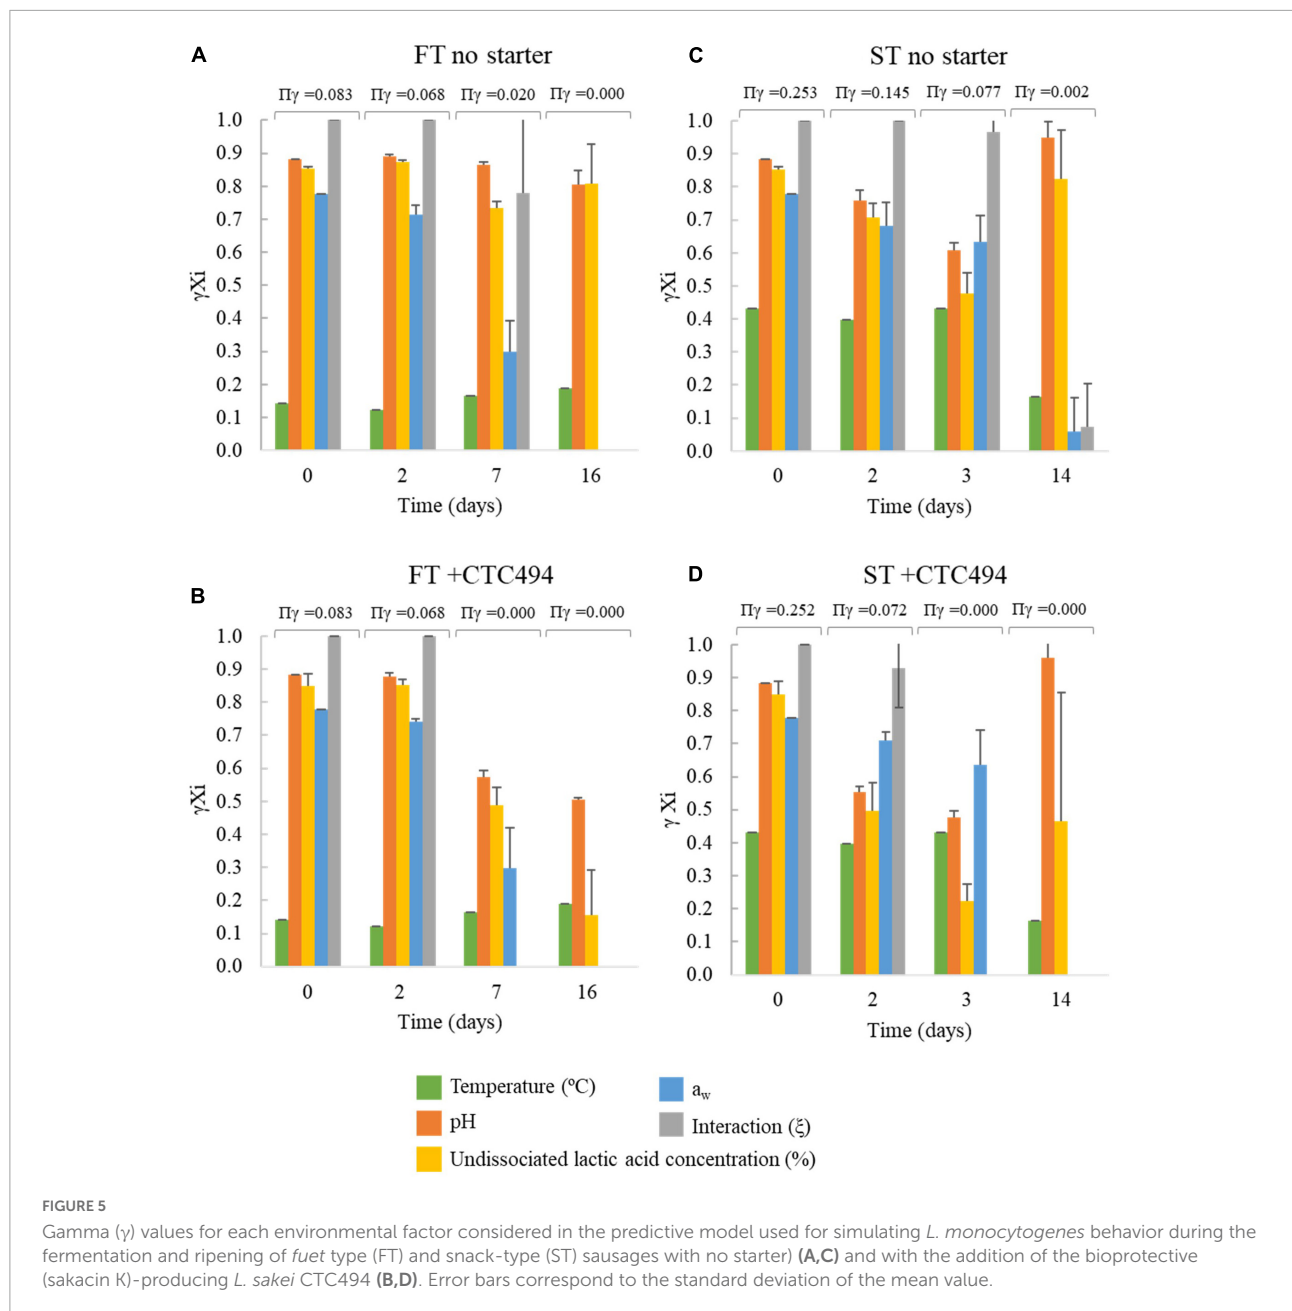 A
FT no starter
Πγ =0.083 Πγ =0.068 Πγ =0.020 Πγ =0.000
γXi
1.0
0.9
0.8
0.7
0.6
0.5
0.4
0.3
0.2
0.1
0.0
0 2 7 16
Time (days)
C
ST no starter
Πγ =0.253 Πγ =0.145 Πγ =0.077 Πγ =0.002
γXi
1.0
0.9
0.8
0.7
0.6
0.5
0.4
0.3
0.2
0.1
0.0
0 2 3 14
Time (days)
B
FT +CTC494
Πγ =0.083 Πγ =0.068 Πγ =0.000 Πγ =0.000
γXi
1.0
0.9
0.8
0.7
0.6
0.5
0.4
0.3
0.2
0.1
0.0
0 2 7 16
Time (days)
D
ST +CTC494
Πγ =0.252 Πγ =0.072 Πγ =0.000 Πγ =0.000
γ Xi
1.0
0.9
0.8
0.7
0.6
0.5
0.4
0.3
0.2
0.1
0.0
0 2 3 14
Time (days)
Temperature (ºC)
pH
Undissociated lactic acid concentration (%)
aw
Interaction (ξ)
FIGURE 5
Gamma (γ) values for each environmental factor considered in the predictive model used for simulating L. monocytogenes behavior during the
fermentation and ripening of fuet type (FT) and snack-type (ST) sausages with no starter) (A,C) and with the addition of the bioprotective
(sakacin K)-producing L. sakei CTC494 (B,D). Error bars correspond to the standard deviation of the mean value.